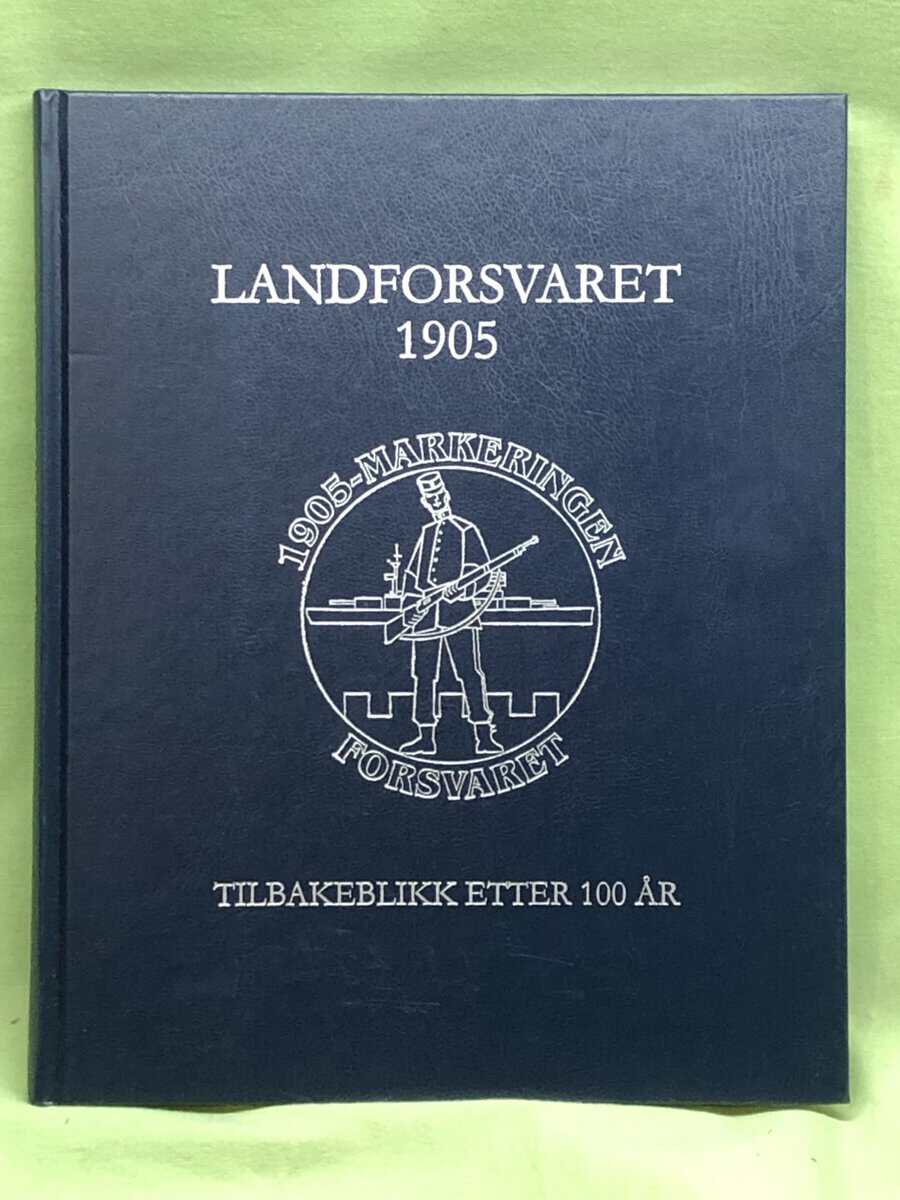 LANDFORSVARET
1905
1905-MARKERINGEN
FORSVARET
TILBAKEBLIKK ETTER 100 ÅR